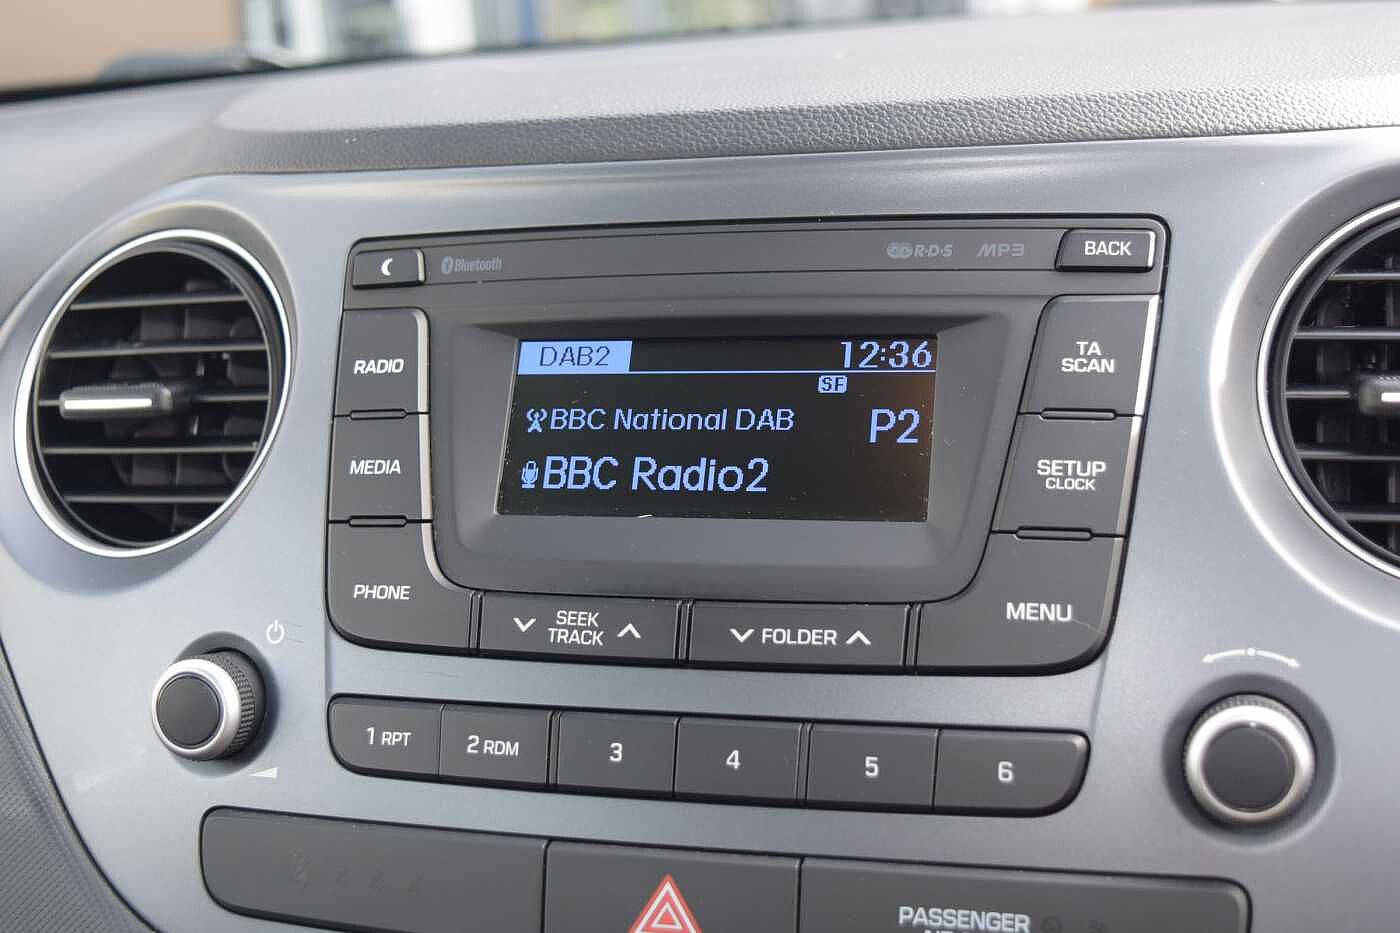 Bluetooth
R·D·S
MP3
BACK
RADIO
MEDIA
PHONE
DAB2
12:36
SF
BBC National DAB
P2
BBC Radio2
TA
SCAN
SETUP
CLOCK
SEEK
TRACK
FOLDER
MENU
1 RPT
2 RDM
3
4
5
6
PASSENGER